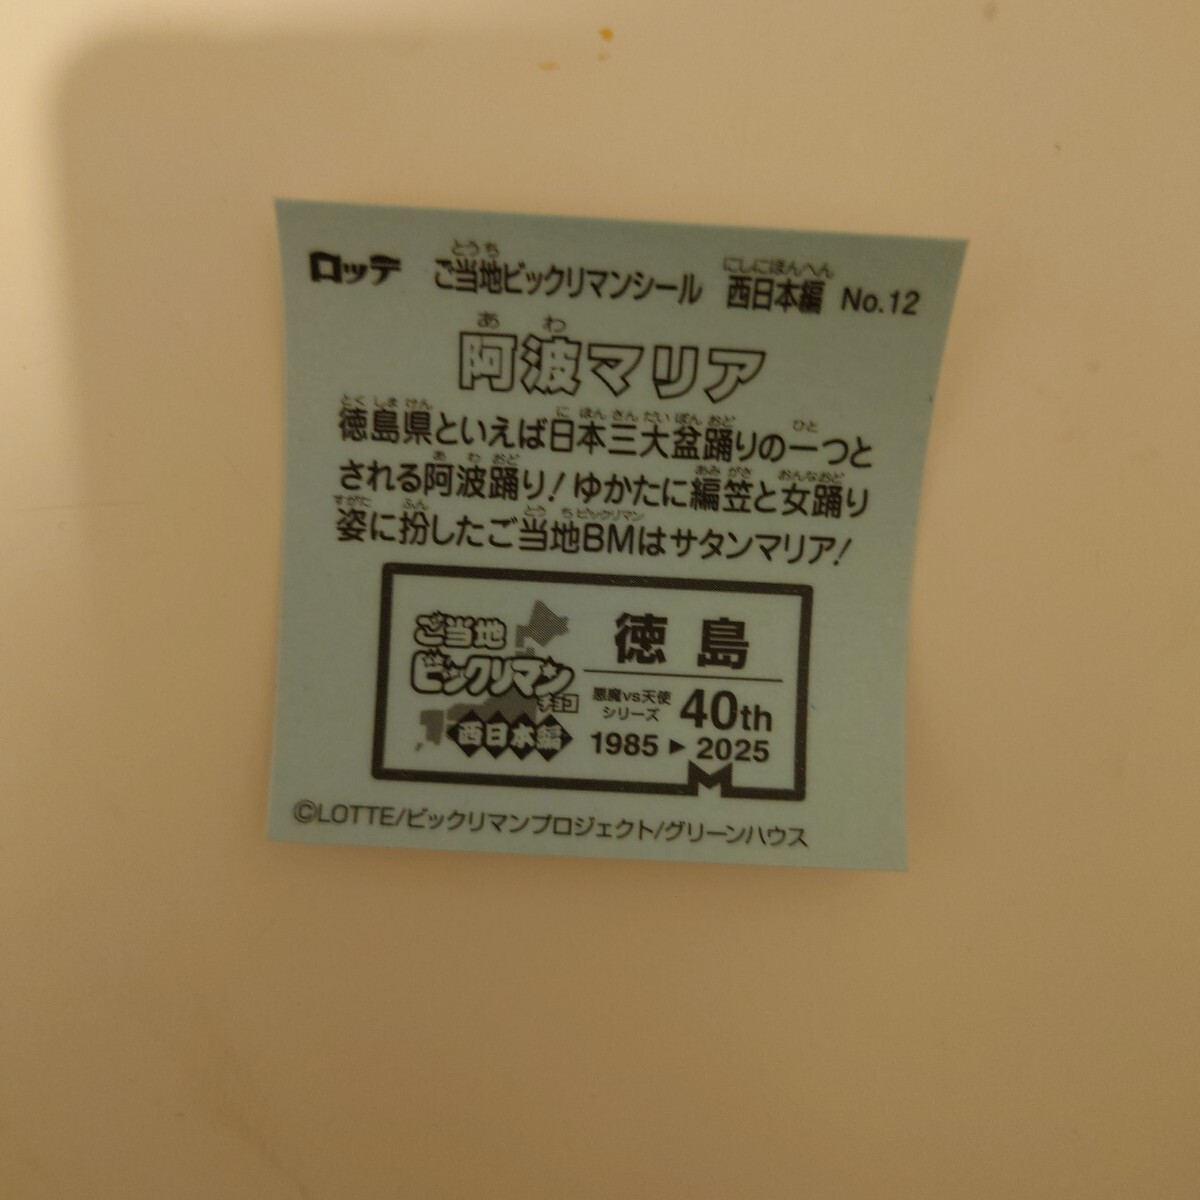 ロッテ ご当地ビックリマンシール 西日本編 No.12
阿波マリア
徳島県といえば日本三大盆踊りの一つと
される阿波踊り!ゆかたに編笠と女踊り
姿に扮したご当地BMはサタンマリア!
ご当地
ビックリマン
チョコ
西日本編
徳島
悪魔vs天使
シリーズ 40th
1985 ▶ 2025
©LOTTE/ビックリマンプロジェクト/グリーンハウス